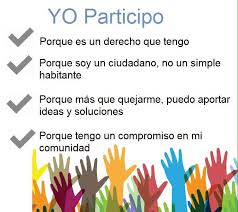 YO Participo
Porque es un derecho que tengo
Porque soy un ciudadano, no un simple
habitante
Porque más que quejarme, puedo aportar
ideas y soluciones
Porque tengo un compromiso en mi
comunidad